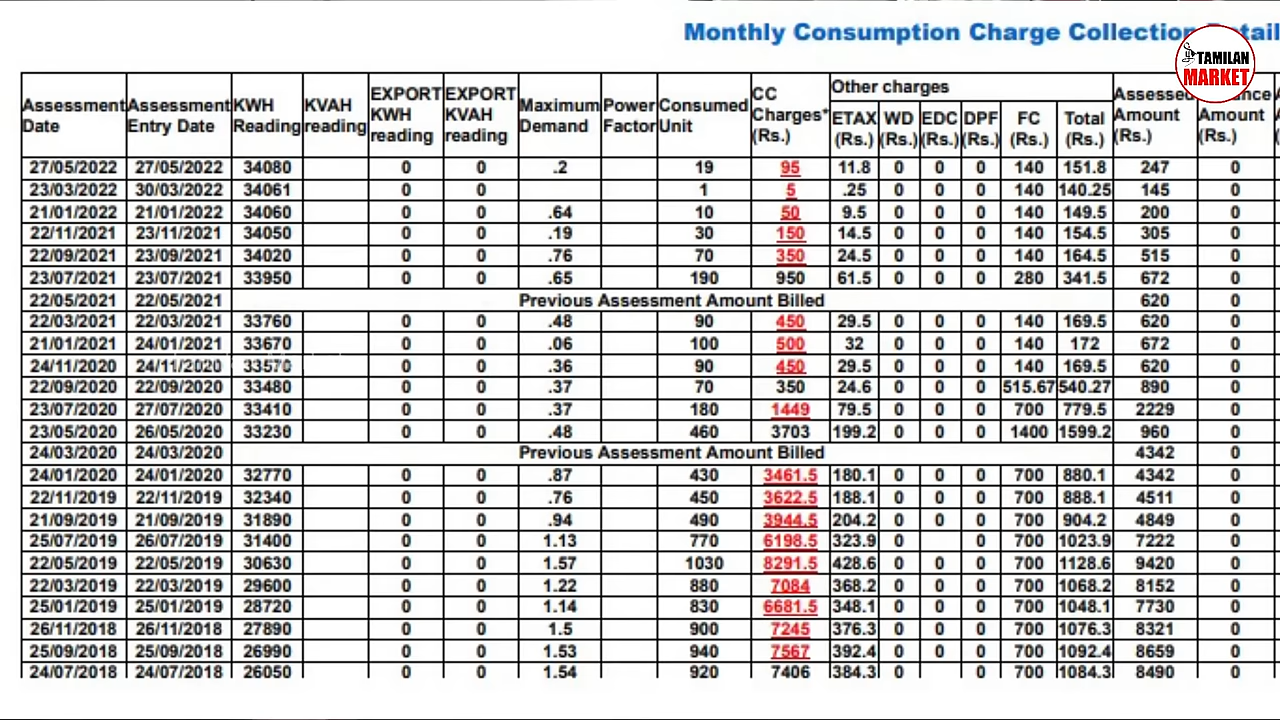 Monthly Consumption Charge Collection Detail
TAMILAN
MARKET
Assessment Date Assessment Entry Date KWH Reading KVAH reading EXPORT KWH reading EXPORT KVAH reading Maximum Demand Power Factor Consumed Unit CC Charges* (Rs.) Other charges ETAX (Rs.) WD (Rs.) EDC (Rs.) DPF (Rs.) FC (Rs.) Total (Rs.) Assessed Amount (Rs.) Amount (Rs.)
27/05/2022 27/05/2022 34080 0 0 .2 19 95 11.8 0 0 0 140 151.8 247 0
23/03/2022 30/03/2022 34061 0 0 1 5 .25 0 0 0 140 140.25 145 0
21/01/2022 21/01/2022 34060 0 0 .64 10 50 9.5 0 0 0 140 149.5 200 0
22/11/2021 23/11/2021 34050 0 0 .19 30 150 14.5 0 0 0 140 154.5 305 0
22/09/2021 23/09/2021 34020 0 0 .76 70 350 24.5 0 0 0 140 164.5 515 0
23/07/2021 23/07/2021 33950 0 0 .65 190 950 61.5 0 0 0 280 341.5 672 0
22/05/2021 22/05/2021 Previous Assessment Amount Billed 620 0
22/03/2021 22/03/2021 33760 0 0 .48 90 450 29.5 0 0 0 140 169.5 620 0
21/01/2021 24/01/2021 33670 0 0 .06 100 500 32 0 0 0 140 172 672 0
24/11/2020 24/11/2020 33570 0 0 .36 90 450 29.5 0 0 0 140 169.5 620 0
22/09/2020 22/09/2020 33480 0 0 .37 70 350 24.6 0 0 0 515.67 540.27 890 0
23/07/2020 27/07/2020 33410 0 0 .37 180 1449 79.5 0 0 0 700 779.5 2229 0
23/05/2020 26/05/2020 33230 0 0 .48 460 3703 199.2 0 0 0 1400 1599.2 960 0
24/03/2020 24/03/2020 Previous Assessment Amount Billed 4342 0
24/01/2020 24/01/2020 32770 0 0 .87 430 3461.5 180.1 0 0 0 700 880.1 4342 0
22/11/2019 22/11/2019 32340 0 0 .76 450 3622.5 188.1 0 0 0 700 888.1 4511 0
21/09/2019 21/09/2019 31890 0 0 .94 490 3944.5 204.2 0 0 0 700 904.2 4849 0
25/07/2019 26/07/2019 31400 0 0 1.13 770 6198.5 323.9 0 0 0 700 1023.9 7222 0
22/05/2019 22/05/2019 30630 0 0 1.57 1030 8291.5 428.6 0 0 0 700 1128.6 9420 0
22/03/2019 22/03/2019 29600 0 0 1.22 880 7084 368.2 0 0 0 700 1068.2 8152 0
25/01/2019 25/01/2019 28720 0 0 1.14 830 6681.5 348.1 0 0 0 700 1048.1 7730 0
26/11/2018 26/11/2018 27890 0 0 1.5 900 7245 376.3 0 0 0 700 1076.3 8321 0
25/09/2018 25/09/2018 26990 0 0 1.53 940 7567 392.4 0 0 0 700 1092.4 8659 0
24/07/2018 24/07/2018 26050 0 0 1.54 920 7406 384.3 0 0 700 1084.3 8490 0